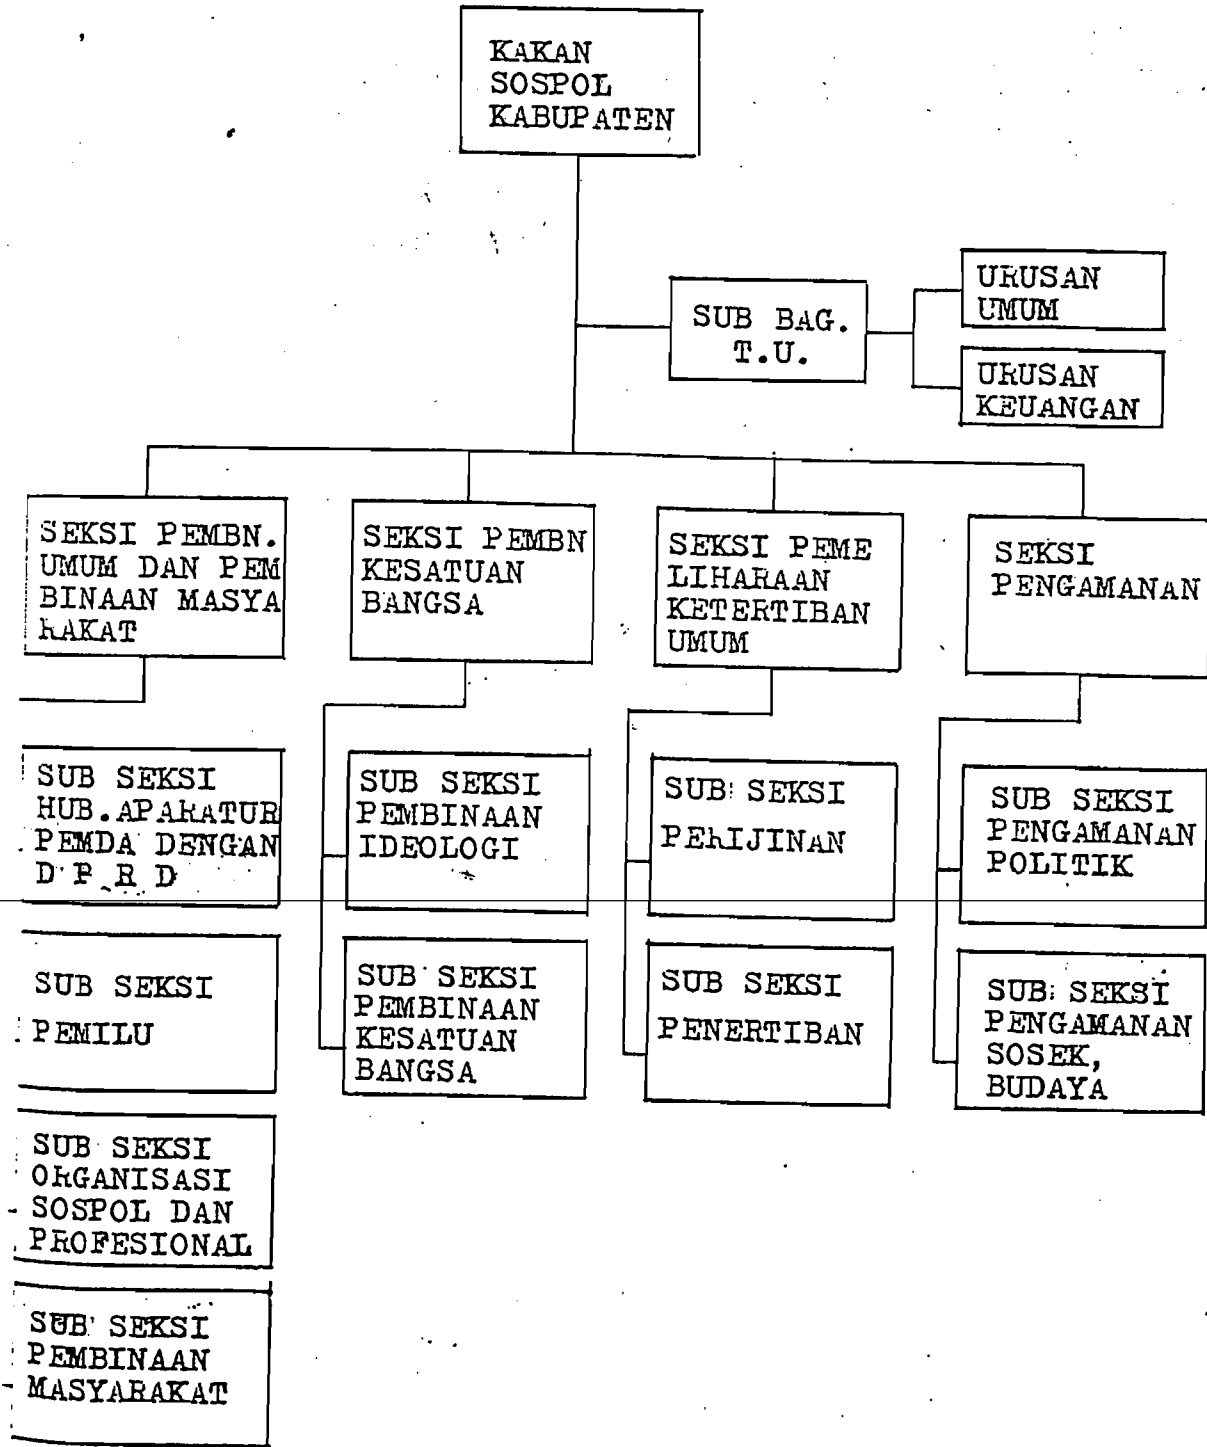 KAKAN
SOSPOL
KABUPATEN
SUB BAG.
T.U.
URUSAN
UMUM
URUSAN
KEUANGAN
SEKSI PEMBN.
UMUM DAN PEM
BINAAN MASYA
RAKAT
SEKSI PEMBN
KESATUAN
BANGSA
SEKSI PEME
LIHARAAN
KETERTIBAN
UMUM
SEKSI
PENGAMANAN
SUB SEKSI
HUB.APARATUR
PEMDA DENGAN
D P R D
SUB SEKSI
PEMILU
SUB SEKSI
ORGANISASI
SOSPOL DAN
PROFESIONAL
SUB SEKSI
PEMBINAAN
MASYARAKAT
SUB SEKSI
PEMBINAAN
IDEOLOGI
SUB SEKSI
PEMBINAAN
KESATUAN
BANGSA
SUB SEKSI
PERIJINAN
SUB SEKSI
PENERTIBAN
SUB SEKSI
PENGAMANAN
POLITIK
SUB SEKSI
PENGAMANAN
SOSEK,
BUDAYA